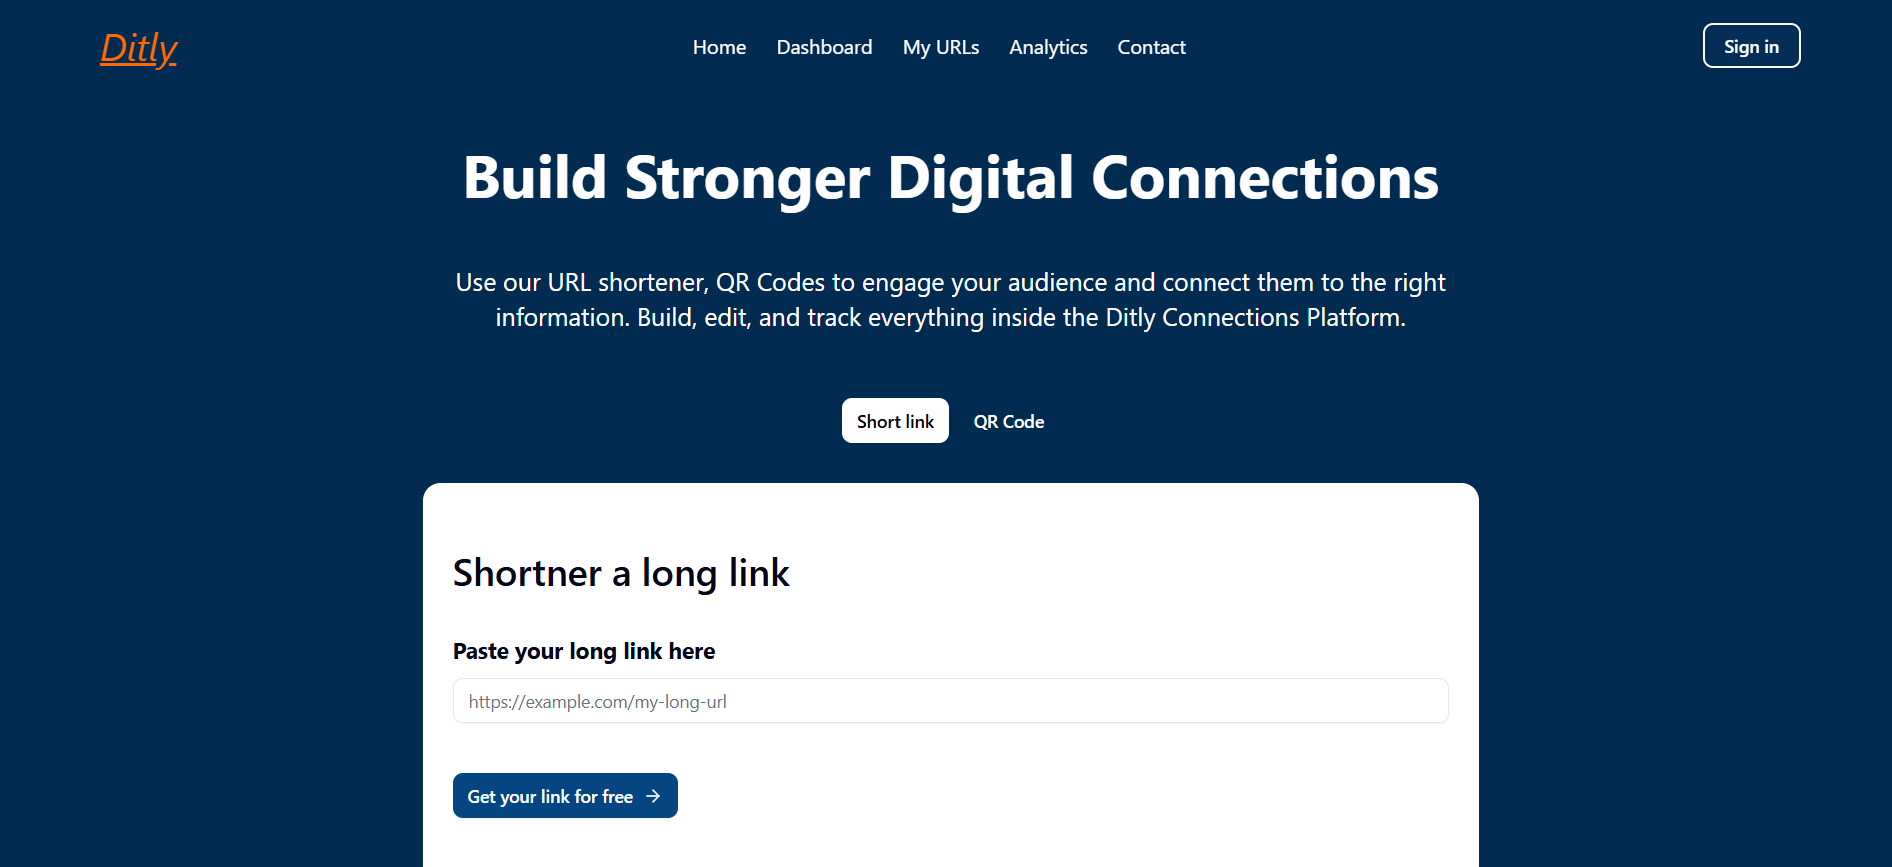 Ditly
Home Dashboard My URLs Analytics Contact
Sign in
Build Stronger Digital Connections
Use our URL shortener, QR Codes to engage your audience and connect them to the right
information. Build, edit, and track everything inside the Ditly Connections Platform.
Short link QR Code
Shortner a long link
Paste your long link here
https://example.com/my-long-url
Get your link for free →